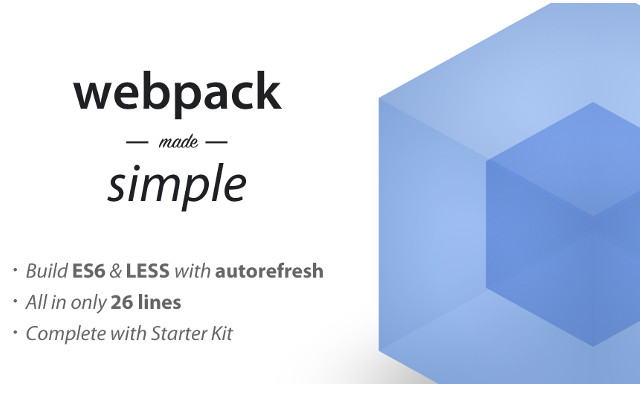 webpack
— made —
simple
· Build ES6 & LESS with autorefresh
· All in only 26 lines
· Complete with Starter Kit